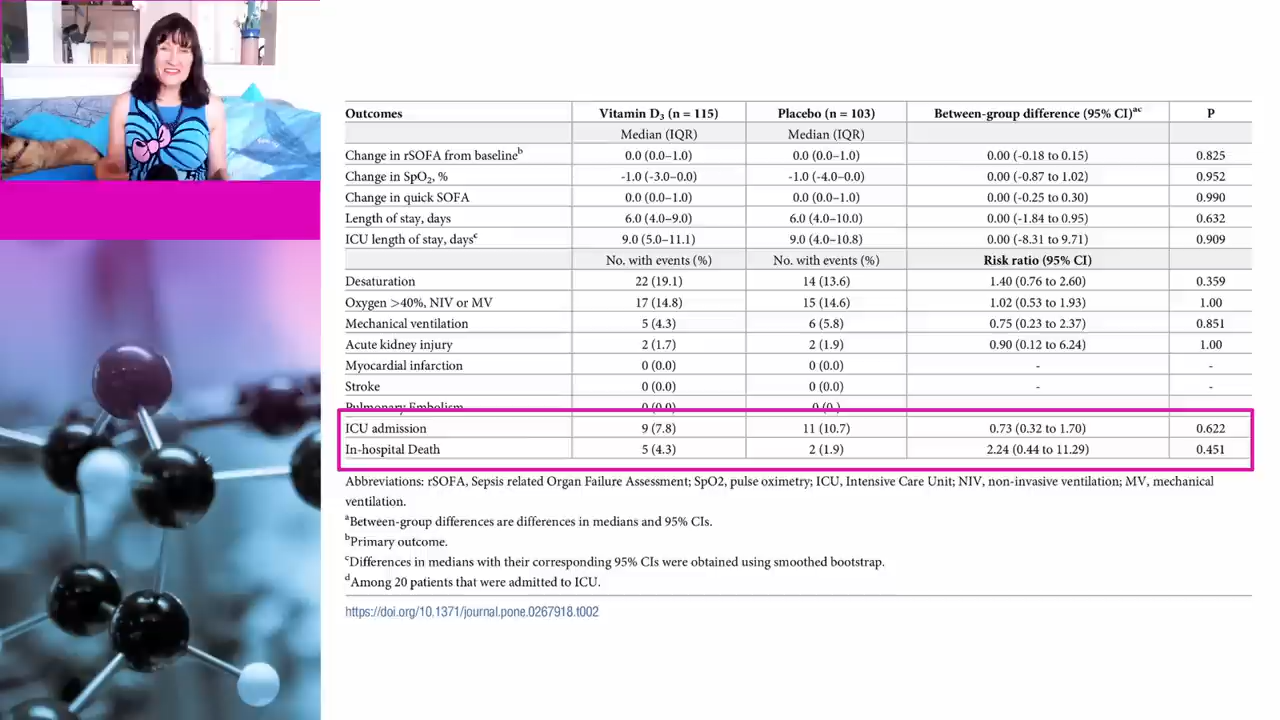 Outcomes Vitamin D3 (n = 115) Placebo (n = 103) Between-group difference (95% CI)ac P
Median (IQR) Median (IQR)
Change in rSOFA from baselineb 0.0 (0.0–1.0) 0.0 (0.0–1.0) 0.00 (-0.18 to 0.15) 0.825
Change in SpO2, % -1.0 (-3.0–0.0) -1.0 (-4.0–0.0) 0.00 (-0.87 to 1.02) 0.952
Change in quick SOFA 0.0 (0.0–1.0) 0.0 (0.0–1.0) 0.00 (-0.25 to 0.30) 0.990
Length of stay, days 6.0 (4.0–9.0) 6.0 (4.0–10.0) 0.00 (-1.84 to 0.95) 0.632
ICU length of stay, daysc 9.0 (5.0–11.1) 9.0 (4.0–10.8) 0.00 (-8.31 to 9.71) 0.909
No. with events (%) No. with events (%) Risk ratio (95% CI)
Desaturation 22 (19.1) 14 (13.6) 1.40 (0.76 to 2.60) 0.359
Oxygen >40%, NIV or MV 17 (14.8) 15 (14.6) 1.02 (0.53 to 1.93) 1.00
Mechanical ventilation 5 (4.3) 6 (5.8) 0.75 (0.23 to 2.37) 0.851
Acute kidney injury 2 (1.7) 2 (1.9) 0.90 (0.12 to 6.24) 1.00
Myocardial infarction 0 (0.0) 0 (0.0) - -
Stroke 0 (0.0) 0 (0.0) - -
Pulmonary Embolism 0 (0.0)
ICU admission 9 (7.8) 11 (10.7) 0.73 (0.32 to 1.70) 0.622
In-hospital Death 5 (4.3) 2 (1.9) 2.24 (0.44 to 11.29) 0.451
Abbreviations: rSOFA, Sepsis related Organ Failure Assessment; SpO2, pulse oximetry; ICU, Intensive Care Unit; NIV, non-invasive ventilation; MV, mechanical
ventilation.
aBetween-group differences are differences in medians and 95% CIs.
bPrimary outcome.
cDifferences in medians with their corresponding 95% CIs were obtained using smoothed bootstrap.
dAmong 20 patients that were admitted to ICU.
https://doi.org/10.1371/journal.pone.0267918.t002